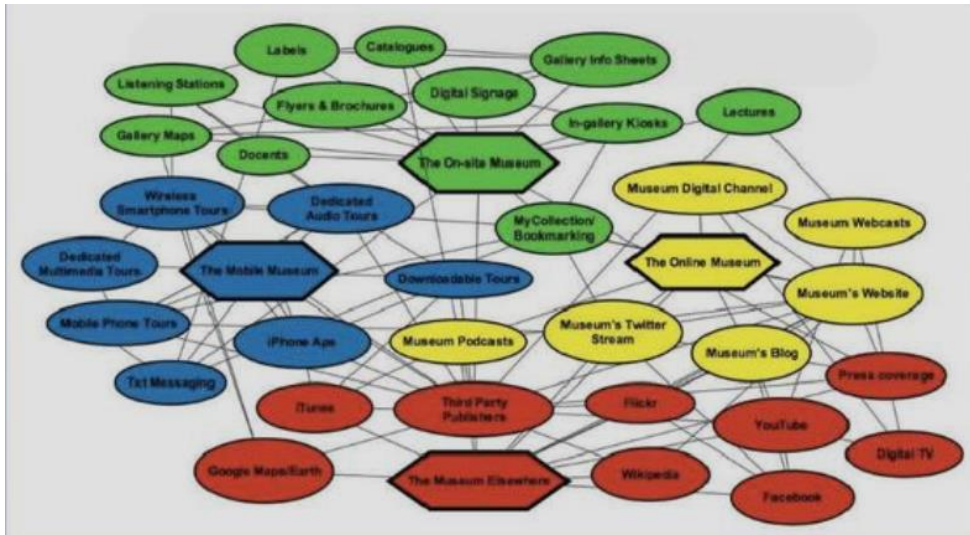 Labels
Catalogues
Gallery Info Sheets
Listening Stations
Digital Signage
Flyers & Brochures
Lectures
In-gallery Kiosks
Gallery Maps
Docents
The On-site Museum
Museum Digital Channel
Wireless
Smartphone Tours
Dedicated
Audio Tours
MyCollection/
Bookmarking
Museum Webcasts
Dedicated
Multimedia Tours
The Mobile Museum
Downloadable Tours
The Online Museum
Museum's Website
Mobile Phone Tours
iPhone Aps
Museum Podcasts
Museum's Twitter
Stream
Museum's Blog
Txt Messaging
Press coverage
iTunes
Third Party
Publishers
Flickr
YouTube
Google Maps/Earth
The Museum Elsewhere
Wikipedia
Digital TV
Facebook